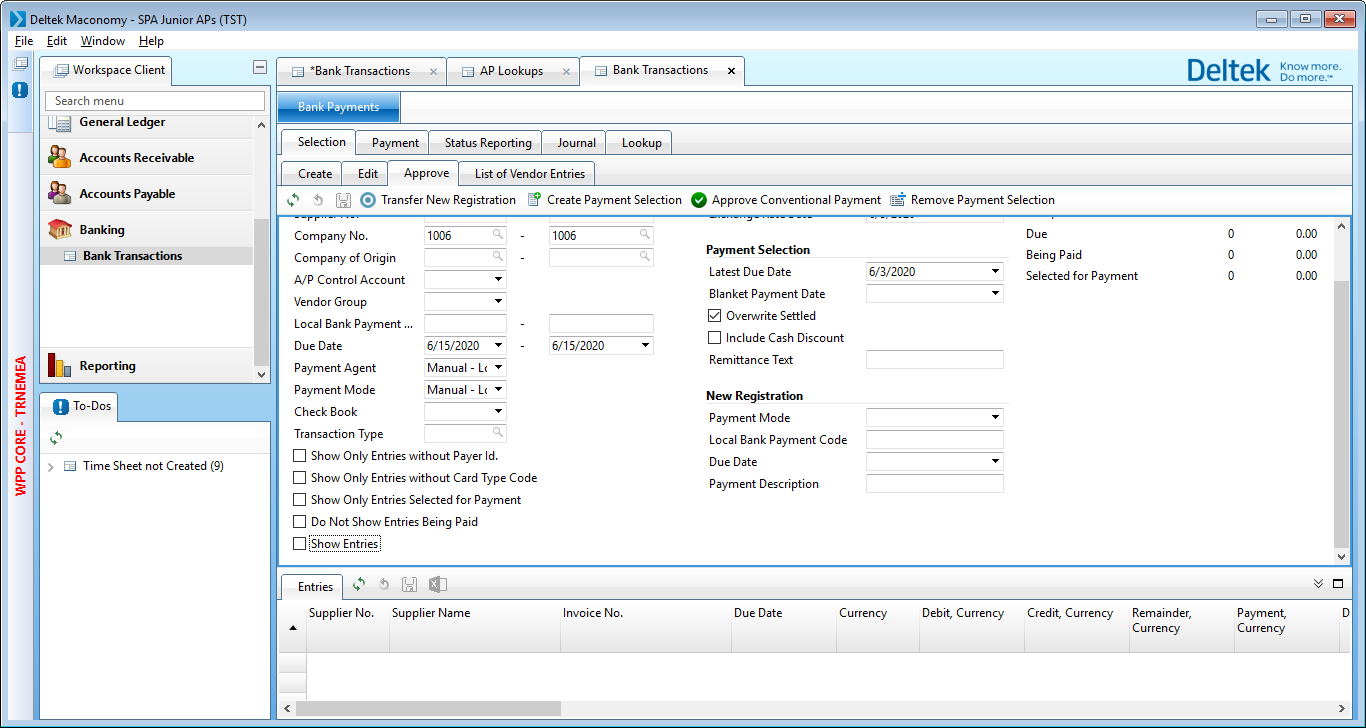 Deltek Maconomy - SPA Junior APs (TST)
File Edit Window Help
Workspace Client
Search menu
General Ledger
Accounts Receivable
Accounts Payable
Banking
Bank Transactions
Reporting
To-Dos
Time Sheet not Created (9)
WPP CORE - TRNEMEA
*Bank Transactions
AP Lookups
Bank Transactions
Deltek Know more. Do more.™
Bank Payments
Selection Payment Status Reporting Journal Lookup
Create Edit Approve List of Vendor Entries
Transfer New Registration Create Payment Selection Approve Conventional Payment Remove Payment Selection
Supplier No.
Company No. 1006 - 1006
Company of Origin -
A/P Control Account
Vendor Group
Local Bank Payment ... -
Due Date 6/15/2020 - 6/15/2020
Payment Agent Manual - Lo
Payment Mode Manual - Lo
Check Book
Transaction Type
Show Only Entries without Payer Id.
Show Only Entries without Card Type Code
Show Only Entries Selected for Payment
Do Not Show Entries Being Paid
Show Entries
Exchange Rate Date
Payment Selection
Latest Due Date 6/3/2020
Blanket Payment Date
Overwrite Settled
Include Cash Discount
Remittance Text
New Registration
Payment Mode
Local Bank Payment Code
Due Date
Payment Description
Due 0 0.00
Being Paid 0 0.00
Selected for Payment 0 0.00
Entries
Supplier No. Supplier Name Invoice No. Due Date Currency Debit, Currency Credit, Currency Remainder, Currency Payment, Currency D